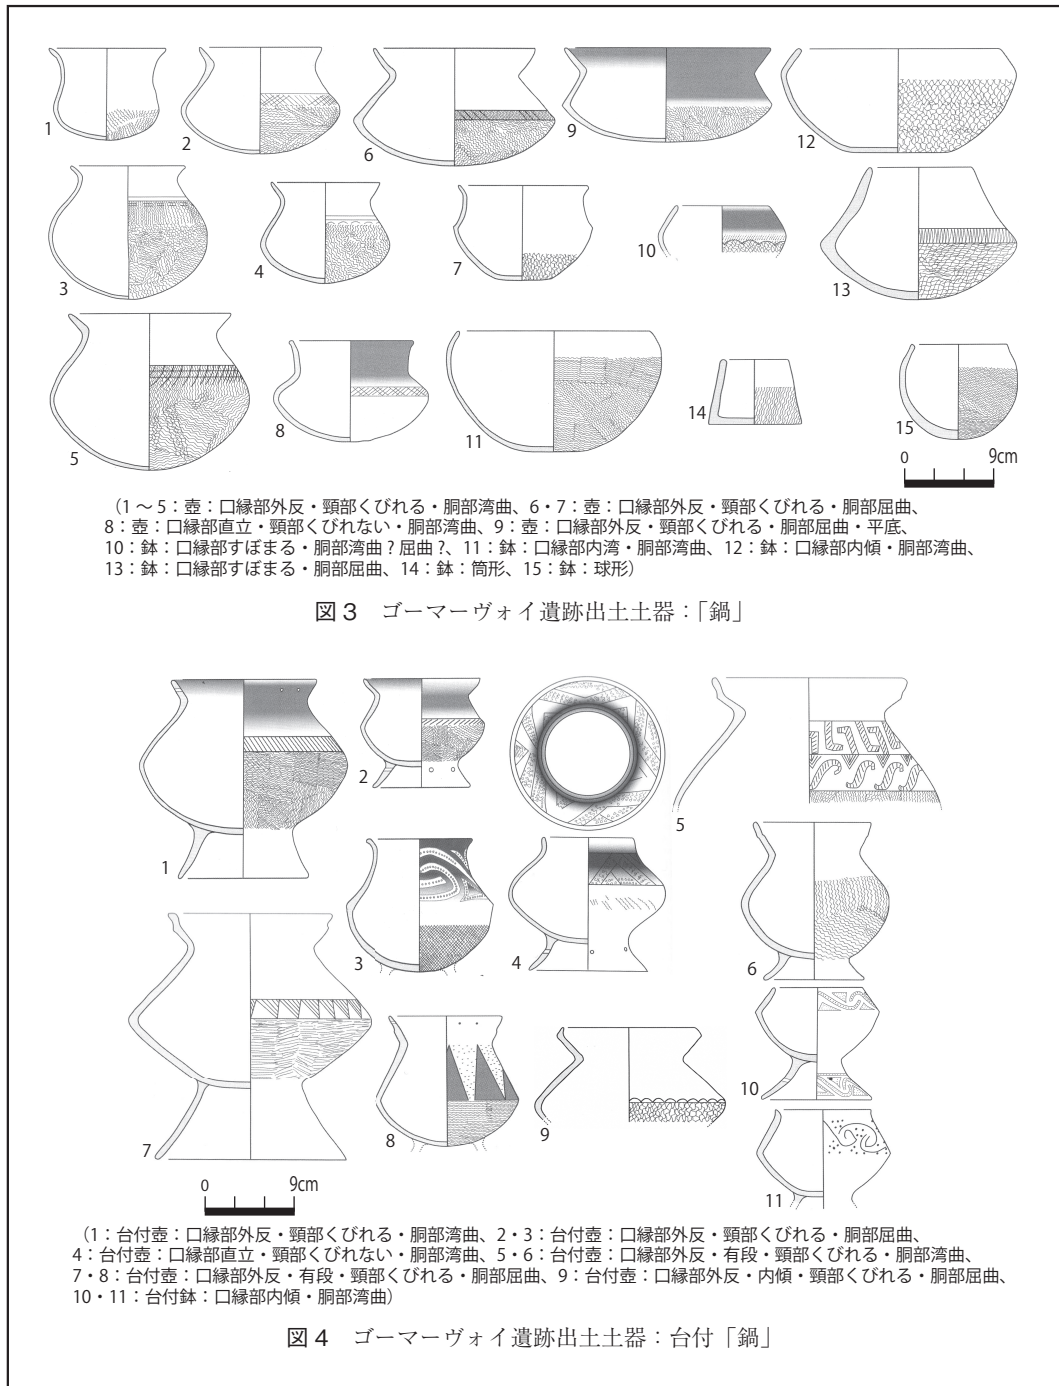 1
2
6
9
12
3
4
7
10
13
5
8
11
14
15
0 9cm
(1～5：壺：口縁部外反・頸部くびれる・胴部湾曲、6・7：壺：口縁部外反・頸部くびれる・胴部屈曲、
8：壺：口縁部直立・頸部くびれない・胴部湾曲、9：壺：口縁部外反・頸部くびれる・胴部屈曲・平底、
10：鉢：口縁部すぼまる・胴部湾曲？屈曲？、11：鉢：口縁部内湾・胴部湾曲、12：鉢：口縁部内傾・胴部湾曲、
13：鉢：口縁部すぼまる・胴部屈曲、14：鉢：筒形、15：鉢：球形)
図3 ゴーマーヴォイ遺跡出土土器：「鍋」
1
2
5
3
4
6
7
8
9
10
11
0 9cm
(1：台付壺：口縁部外反・頸部くびれる・胴部湾曲、2・3：台付壺：口縁部外反・頸部くびれる・胴部屈曲、
4：台付壺：口縁部直立・頸部くびれない・胴部湾曲、5・6：台付壺：口縁部外反・有段・頸部くびれる・胴部湾曲、
7・8：台付壺：口縁部外反・有段・頸部くびれる・胴部屈曲、9：台付壺：口縁部外反・内傾・頸部くびれる・胴部屈曲、
10・11：台付鉢：口縁部内傾・胴部湾曲)
図4 ゴーマーヴォイ遺跡出土土器：台付「鍋」